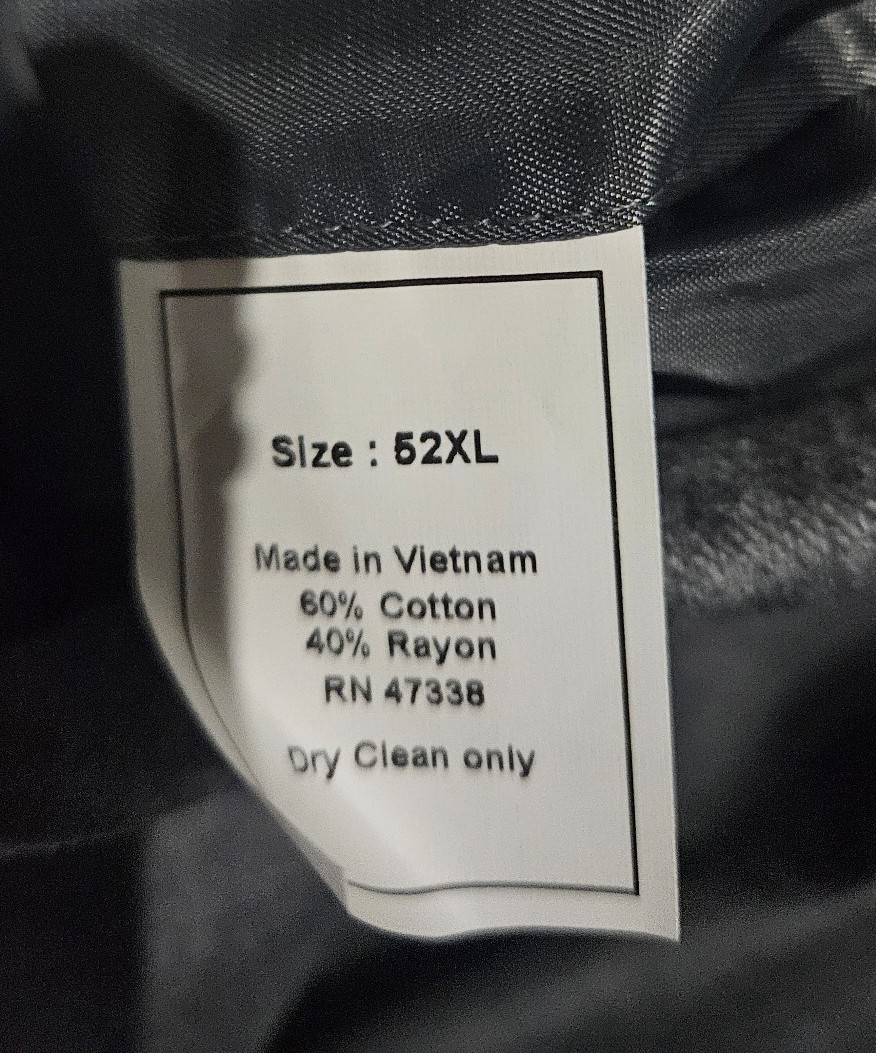 Size : 52XL
Made in Vietnam
60% Cotton
40% Rayon
RN 47338
Dry Clean only